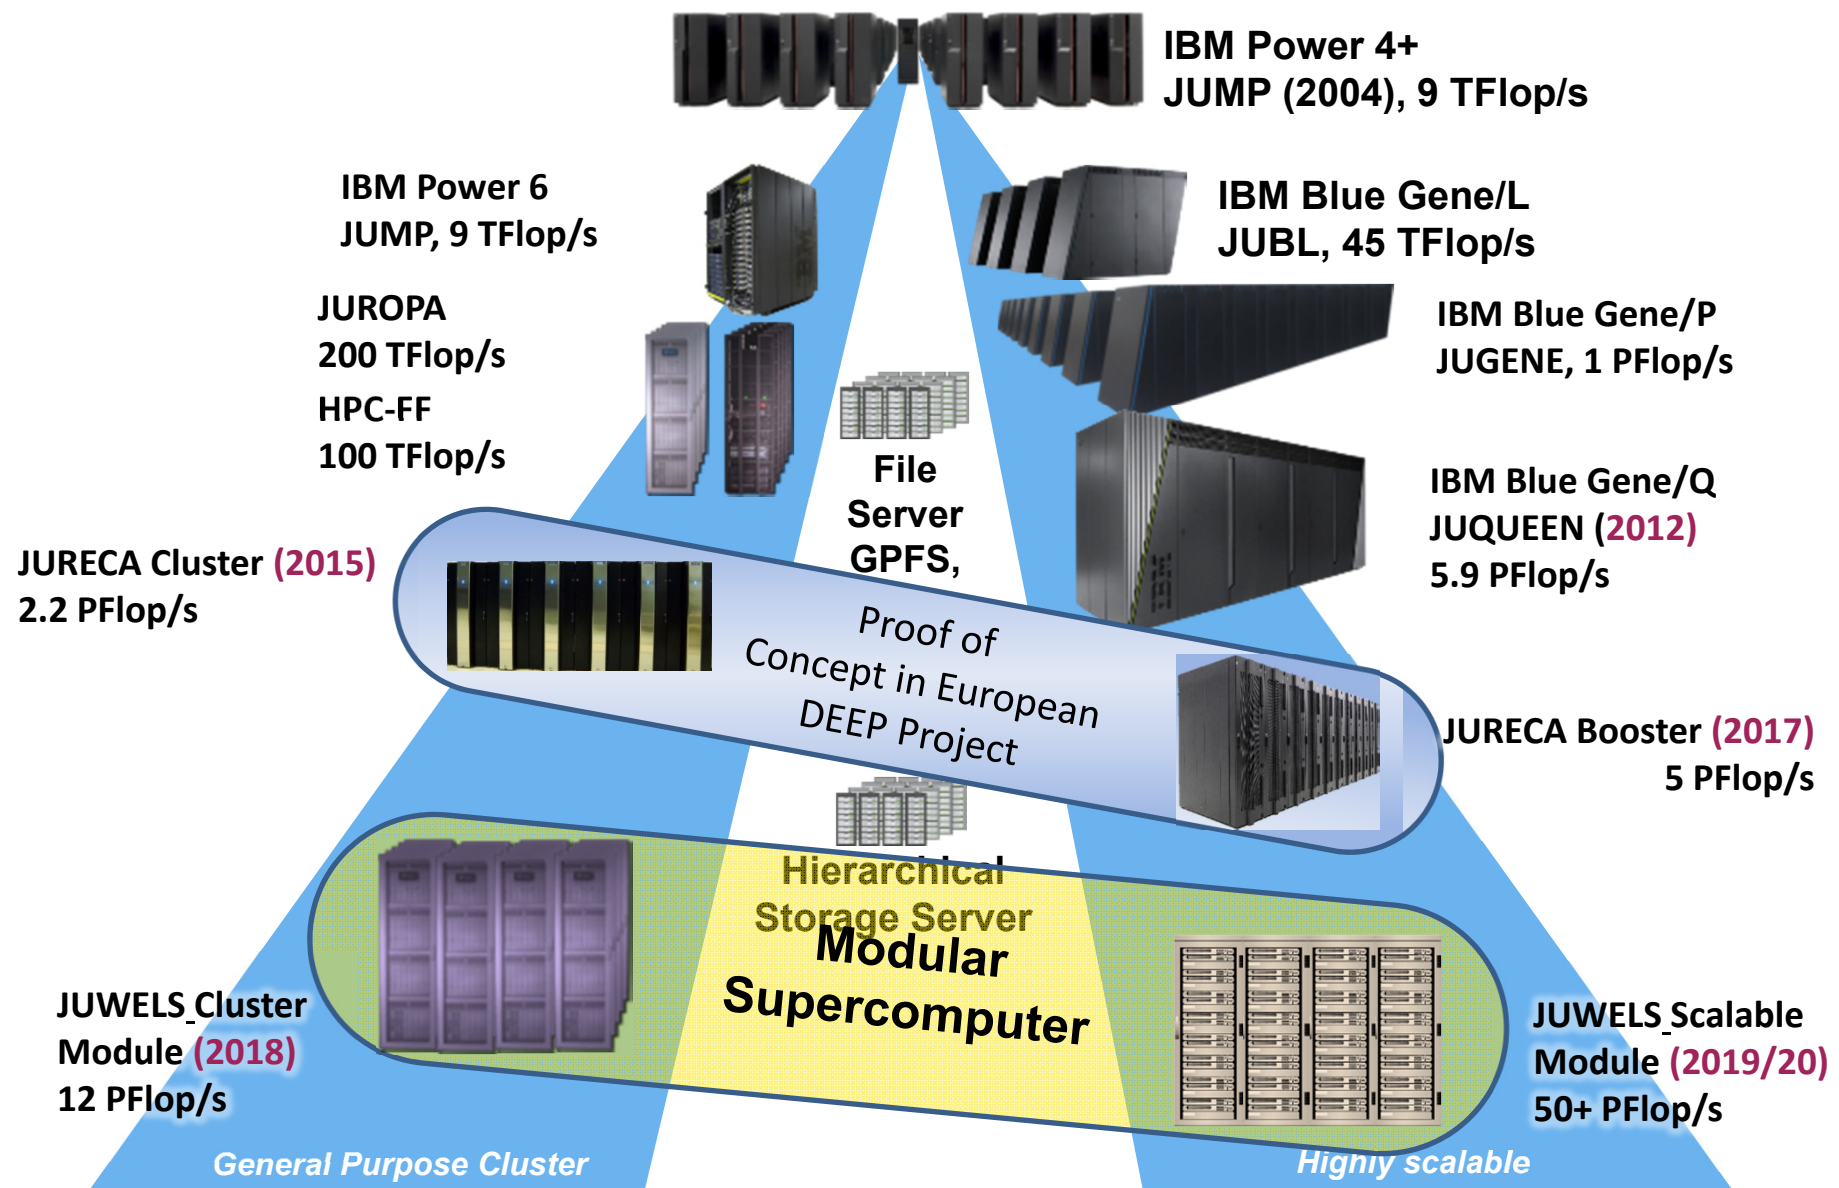 IBM Power 4+
JUMP (2004), 9 TFlop/s
IBM Power 6
JUMP, 9 TFlop/s
IBM Blue Gene/L
JUBL, 45 TFlop/s
JUROPA
200 TFlop/s
HPC-FF
100 TFlop/s
IBM Blue Gene/P
JUGENE, 1 PFlop/s
File
Server
GPFS,
IBM Blue Gene/Q
JUQUEEN (2012)
5.9 PFlop/s
JURECA Cluster (2015)
2.2 PFlop/s
Proof of
Concept in European
DEEP Project
JURECA Booster (2017)
5 PFlop/s
Hierarchical
Storage Server
Modular
Supercomputer
JUWELS Cluster
Module (2018)
12 PFlop/s
JUWELS Scalable
Module (2019/20)
50+ PFlop/s
General Purpose Cluster
Highly scalable